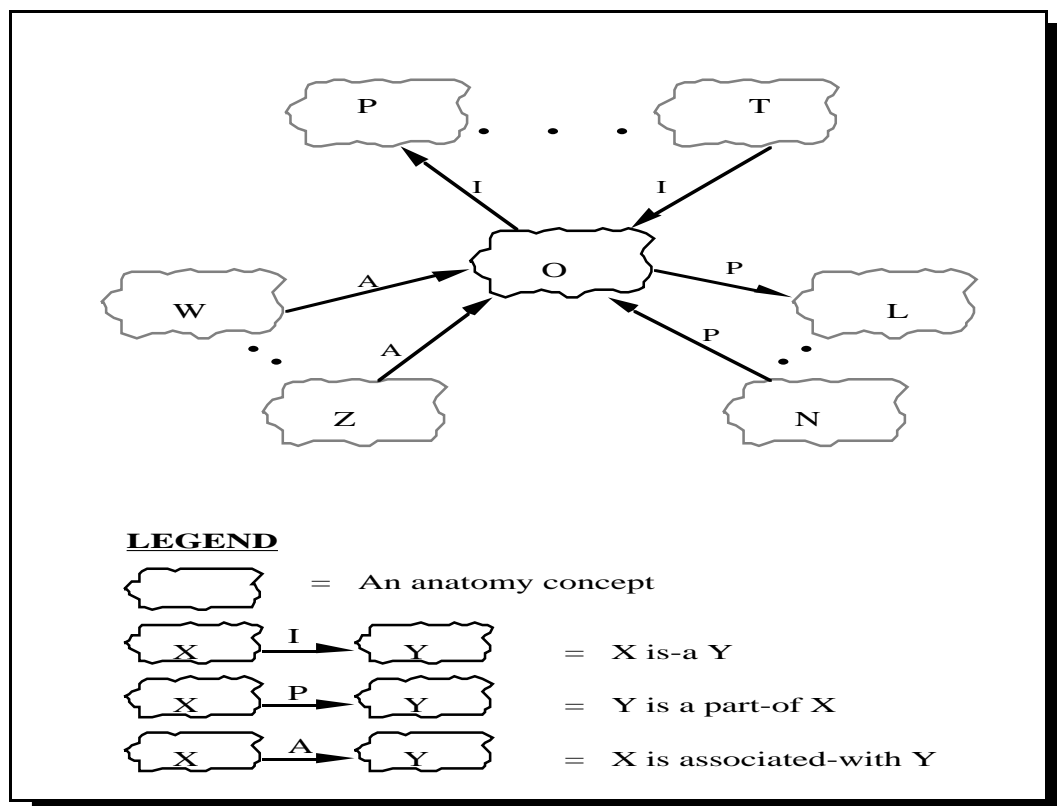 P T
I I
O
A P
W L
A P
Z N
LEGEND
= An anatomy concept
X I Y = X is-a Y
X P Y = Y is a part-of X
X A Y = X is associated-with Y